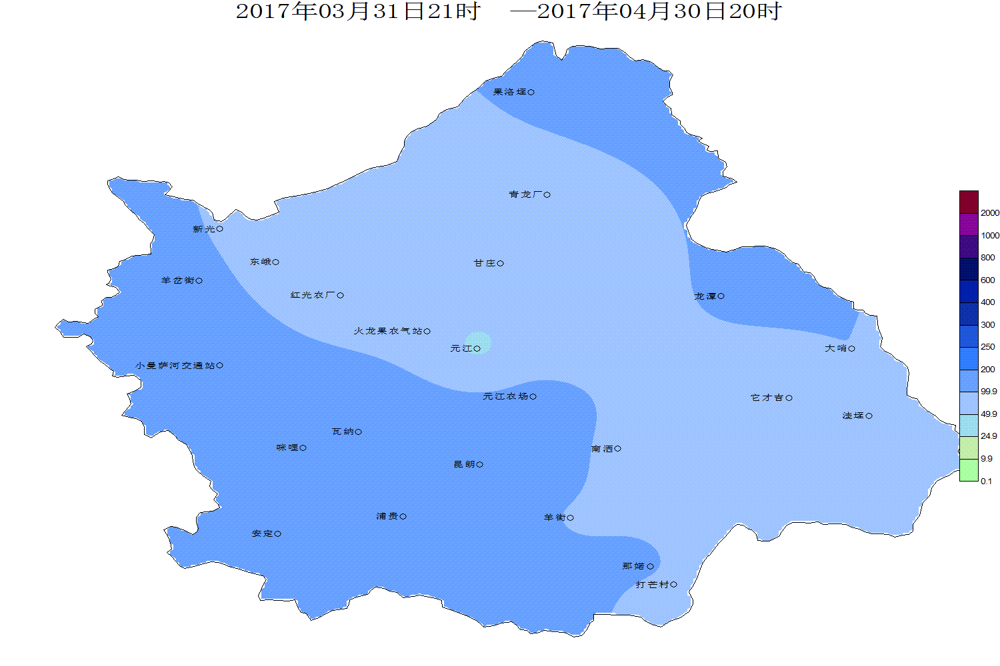 2017年03月31日21时 —2017年04月30日20时
果洛垤
青龙厂
新光
东峨
甘庄
羊岔街
红光农厂
龙潭
火龙果农气站
元江
大哨
小曼萨河交通站
元江农场
它才吉
洼垤
瓦纳
咪哩
南洒
昆朗
浦贵
羊街
安定
那诺
打芒村
2000
1000
800
600
400
300
250
200
99.9
49.9
24.9
9.9
0.1